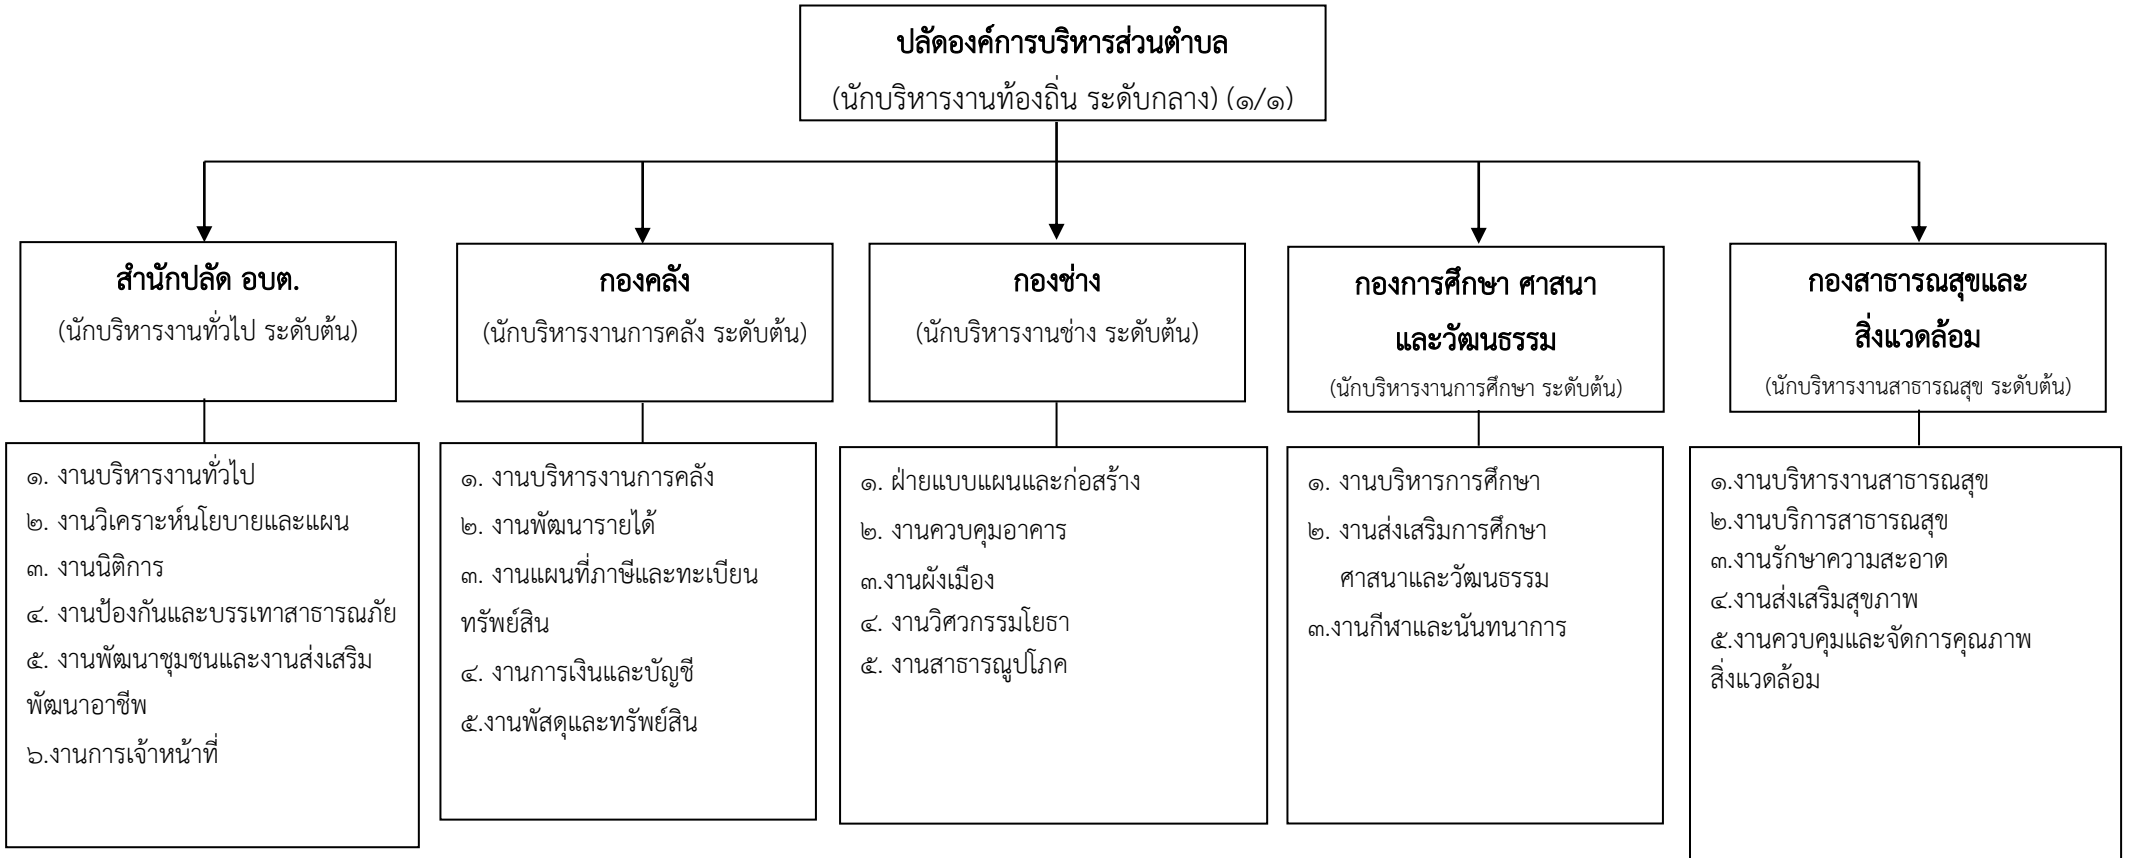 ปลัดองค์การบริหารส่วนตำบล
(นักบริหารงานท้องถิ่น ระดับกลาง) (๑/๑)
สำนักปลัด อบต.
(นักบริหารงานทั่วไป ระดับต้น)
กองคลัง
(นักบริหารงานการคลัง ระดับต้น)
กองช่าง
(นักบริหารงานช่าง ระดับต้น)
กองการศึกษา ศาสนา
และวัฒนธรรม
(นักบริหารงานการศึกษา ระดับต้น)
กองสาธารณสุขและ
สิ่งแวดล้อม
(นักบริหารงานสาธารณสุข ระดับต้น)
๑. งานบริหารงานทั่วไป
๒. งานวิเคราะห์นโยบายและแผน
๓. งานนิติการ
๔. งานป้องกันและบรรเทาสาธารณภัย
๕. งานพัฒนาชุมชนและงานส่งเสริม
พัฒนาอาชีพ
๖.งานการเจ้าหน้าที่
๑. งานบริหารงานการคลัง
๒. งานพัฒนารายได้
๓. งานแผนที่ภาษีและทะเบียน
ทรัพย์สิน
๔. งานการเงินและบัญชี
๕.งานพัสดุและทรัพย์สิน
๑. ฝ่ายแบบแผนและก่อสร้าง
๒. งานควบคุมอาคาร
๓.งานผังเมือง
๔. งานวิศวกรรมโยธา
๕. งานสาธารณูปโภค
๑. งานบริหารการศึกษา
๒. งานส่งเสริมการศึกษา
ศาสนาและวัฒนธรรม
๓.งานกีฬาและนันทนาการ
๑.งานบริหารงานสาธารณสุข
๒.งานบริการสาธารณสุข
๓.งานรักษาความสะอาด
๔.งานส่งเสริมสุขภาพ
๕.งานควบคุมและจัดการคุณภาพ
สิ่งแวดล้อม